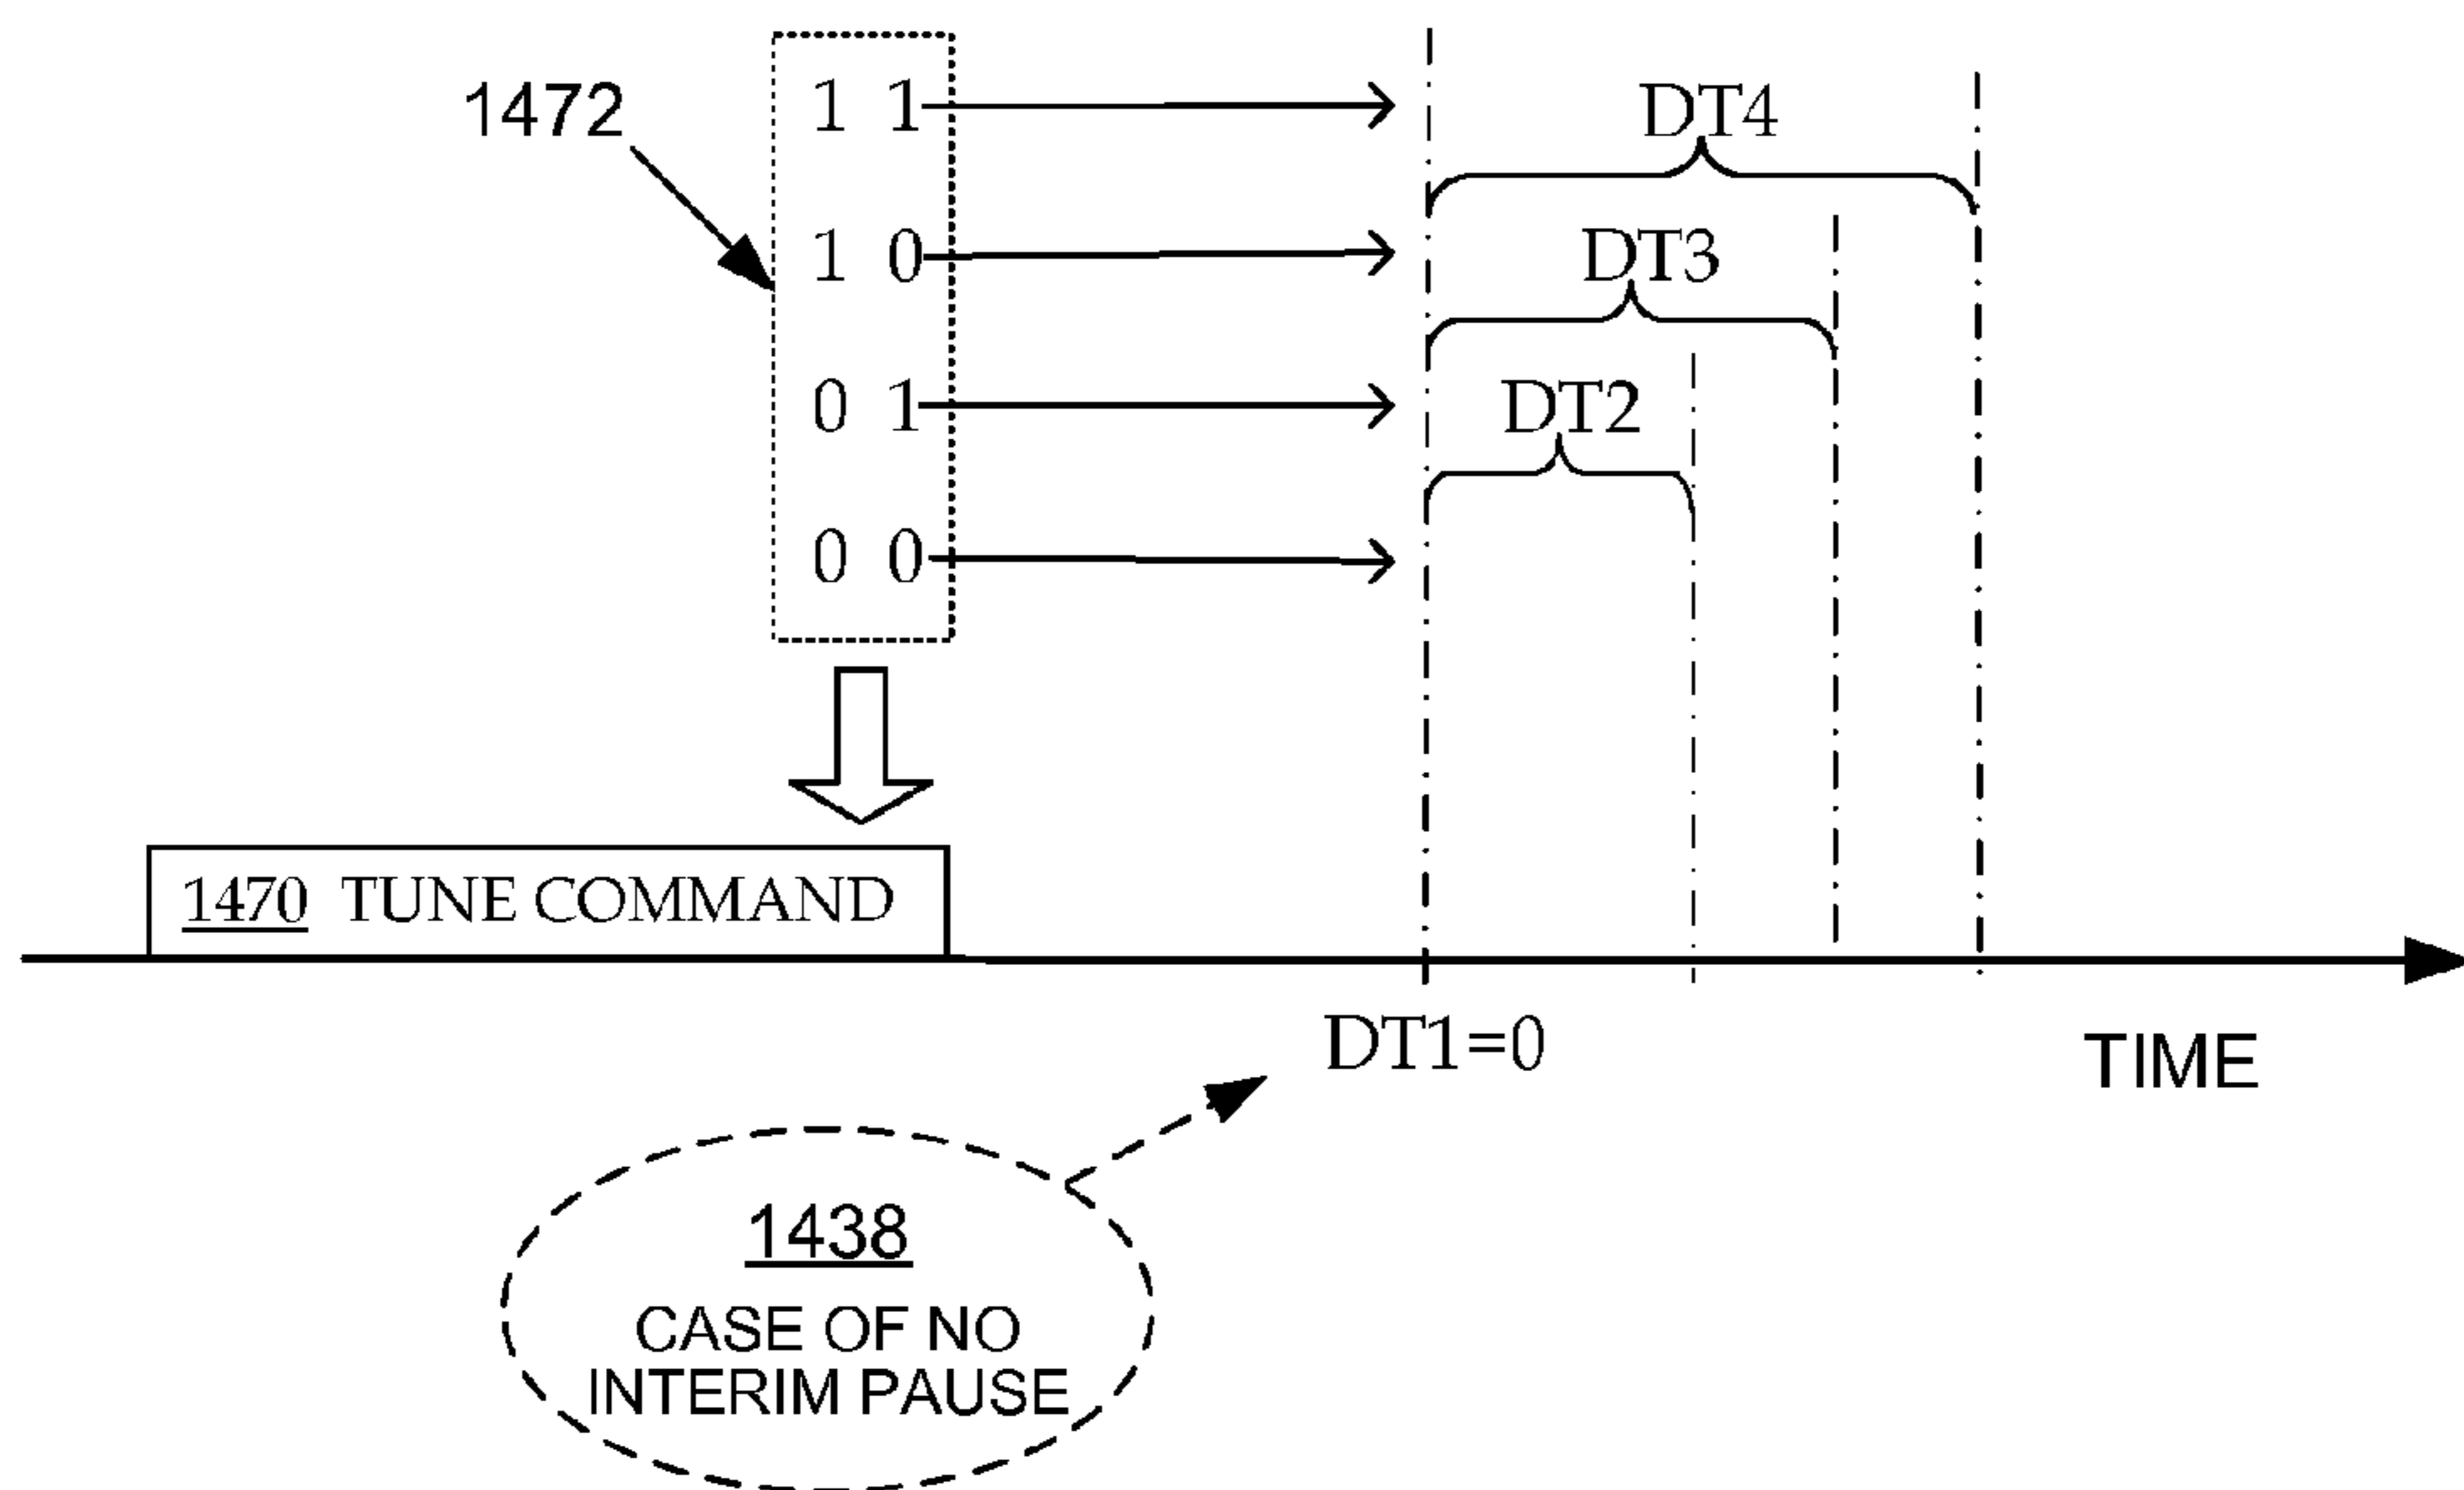 1472
1 1
DT4
1 0
DT3
0 1
DT2
0 0
1470 TUNE COMMAND
DT1=0
TIME
1438
CASE OF NO
INTERIM PAUSE